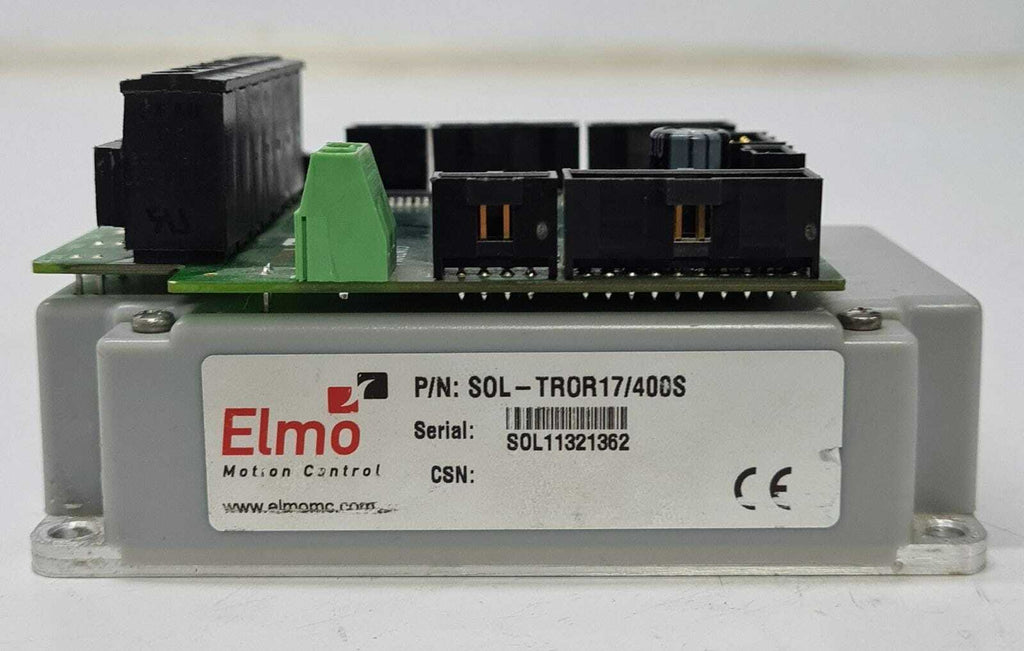 Elmo
Motion Control
www.elmomc.com
P/N: SOL-TROR17/400S
Serial:
SOL11321362
CSN:
CE